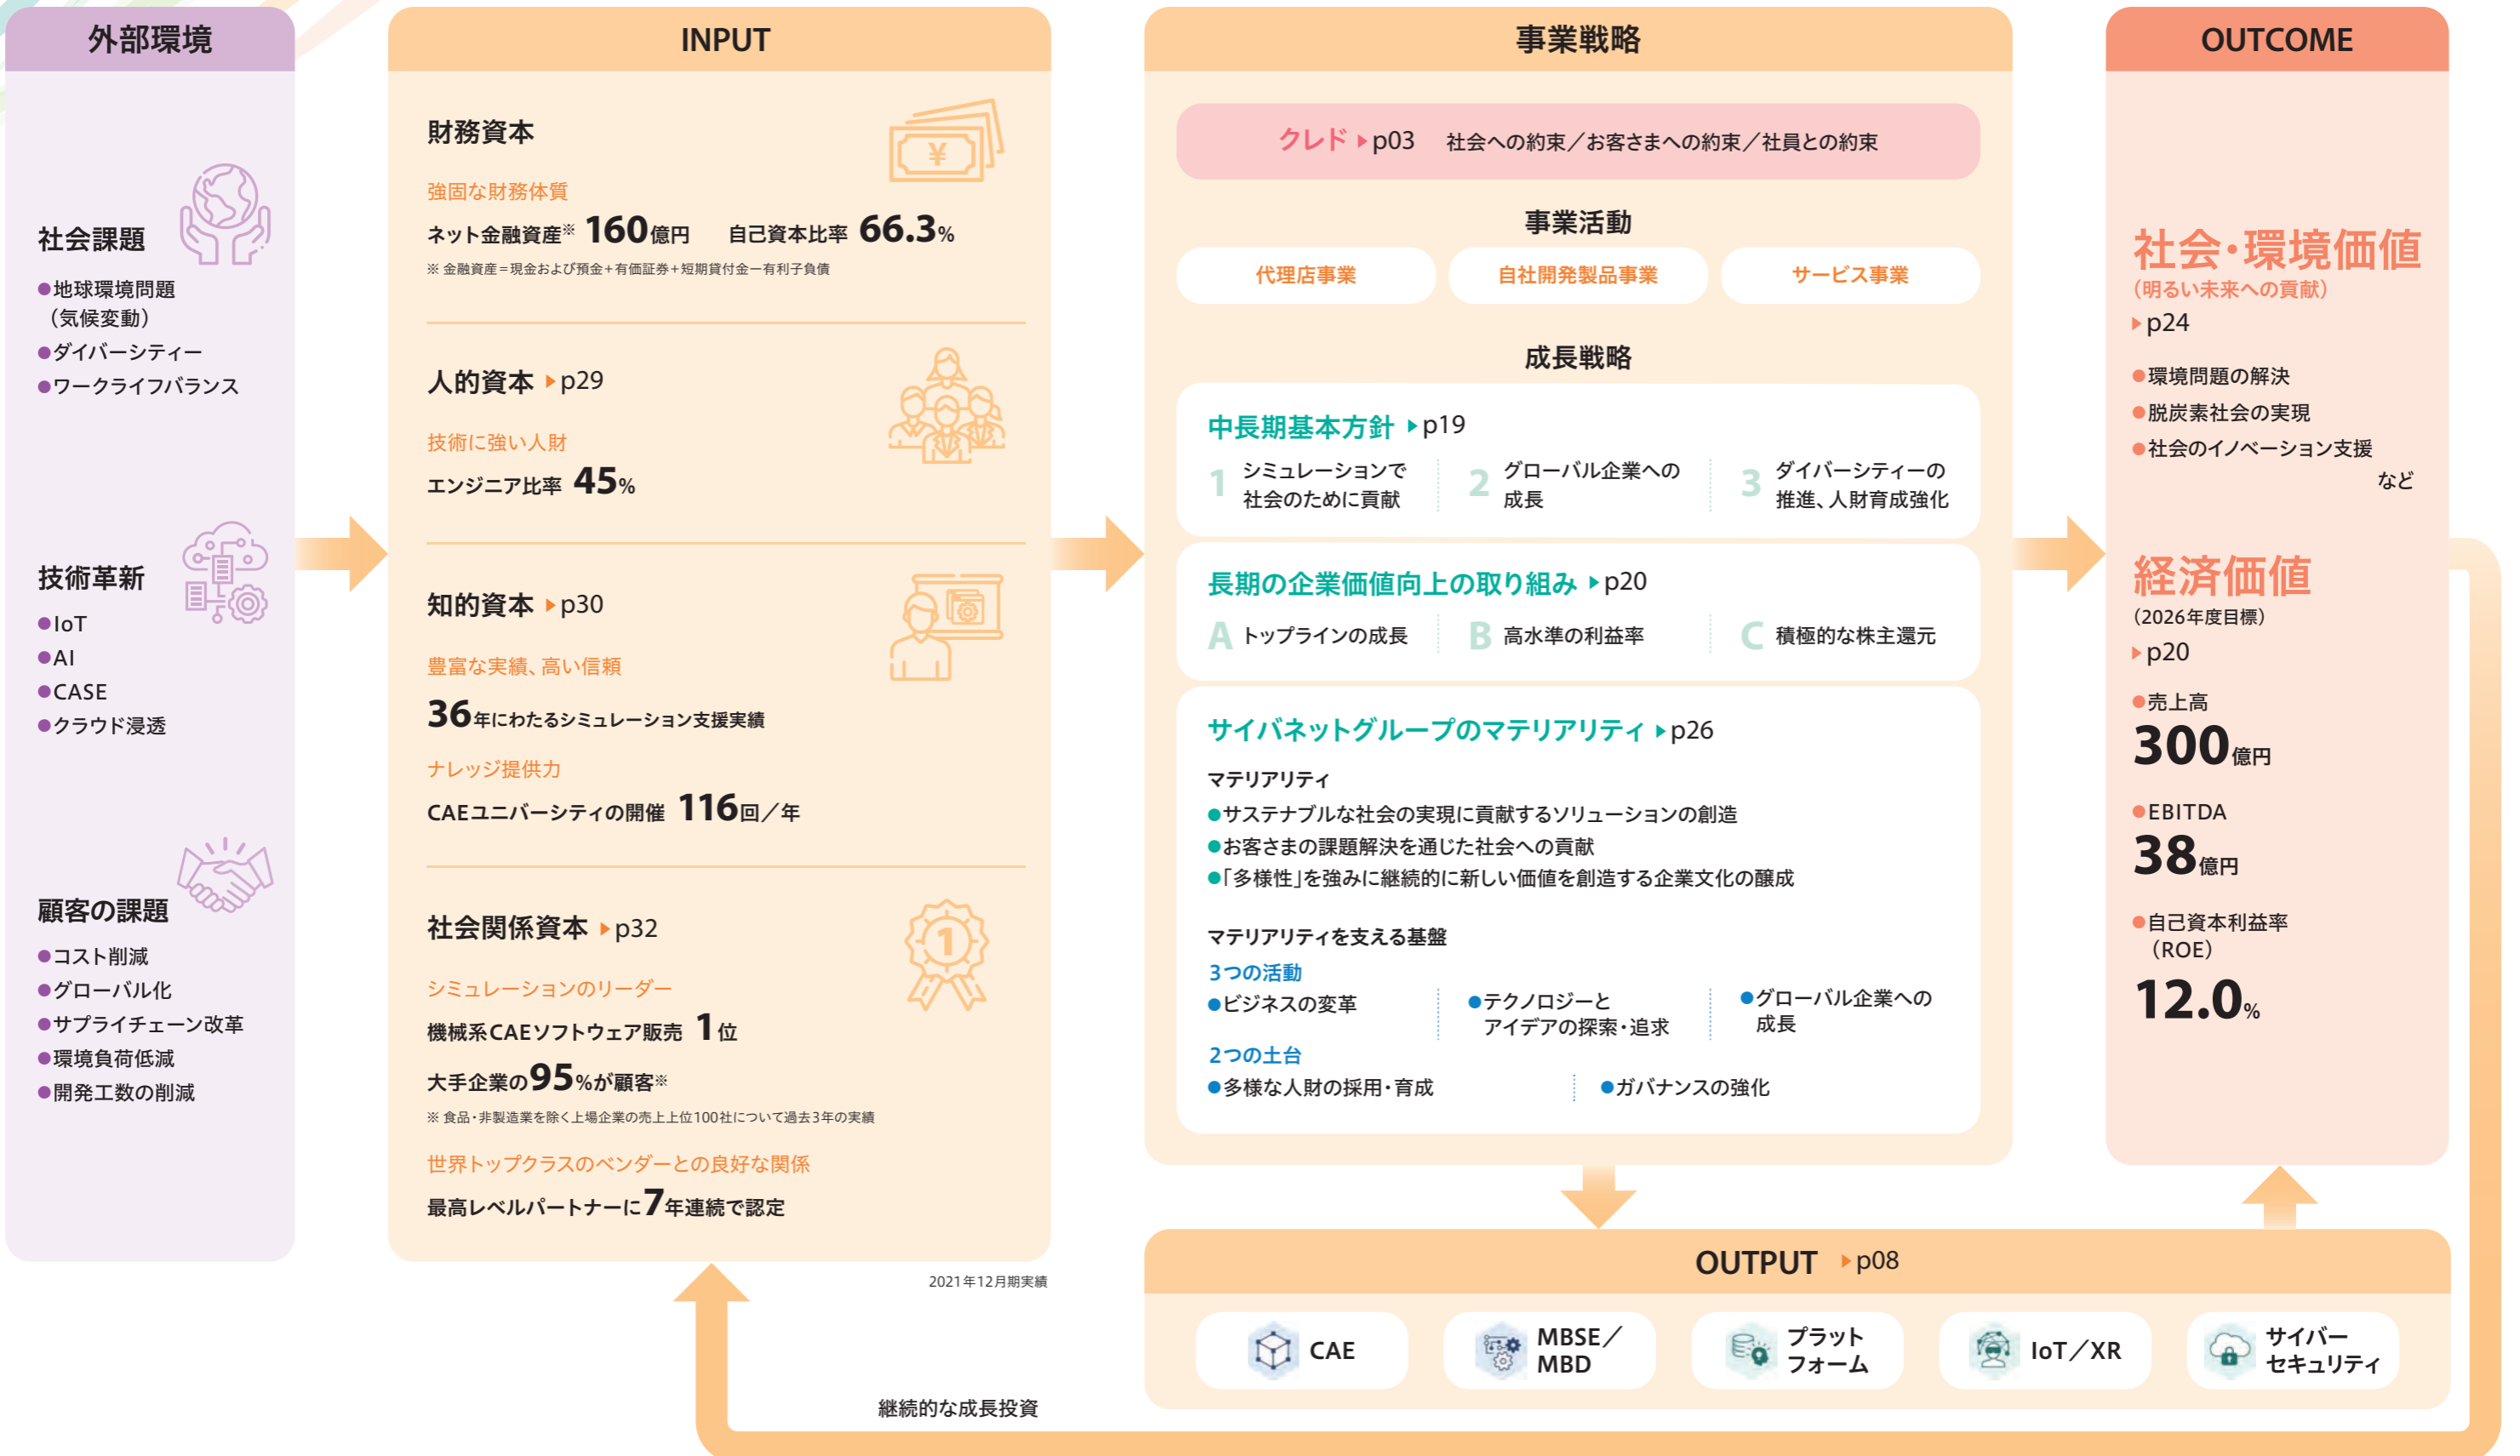 外部環境
社会課題
●地球環境問題
（気候変動）
●ダイバーシティー
●ワークライフバランス
技術革新
●IoT
●AI
●CASE
●クラウド浸透
顧客の課題
●コスト削減
●グローバル化
●サプライチェーン改革
●環境負荷低減
●開発工数の削減
INPUT
財務資本
¥
強固な財務体質
ネット金融資産※ 160億円 自己資本比率 66.3%
※ 金融資産=現金および預金+有価証券+短期貸付金ー有利子負債
人的資本 ▶p29
技術に強い人財
エンジニア比率 45%
知的資本 ▶p30
豊富な実績、高い信頼
36年にわたるシミュレーション支援実績
ナレッジ提供力
CAEユニバーシティの開催 116回／年
社会関係資本 ▶p32
1
シミュレーションのリーダー
機械系CAEソフトウェア販売 1位
大手企業の95%が顧客※
※ 食品・非製造業を除く上場企業の売上上位100社について過去3年の実績
世界トップクラスのベンダーとの良好な関係
最高レベルパートナーに7年連続で認定
2021年12月期実績
事業戦略
クレド ▶p03 社会への約束／お客さまへの約束／社員との約束
事業活動
代理店事業
自社開発製品事業
サービス事業
成長戦略
中長期基本方針 ▶p19
1 シミュレーションで
社会のために貢献
2 グローバル企業への
成長
3 ダイバーシティーの
推進、人財育成強化
長期の企業価値向上の取り組み ▶p20
A トップラインの成長
B 高水準の利益率
C 積極的な株主還元
サイバネットグループのマテリアリティ ▶p26
マテリアリティ
●サステナブルな社会の実現に貢献するソリューションの創造
●お客さまの課題解決を通じた社会への貢献
●「多様性」を強みに継続的に新しい価値を創造する企業文化の醸成
マテリアリティを支える基盤
3つの活動
●ビジネスの変革
●テクノロジーと
アイデアの探索・追求
●グローバル企業への
成長
2つの土台
●多様な人財の採用・育成
●ガバナンスの強化
OUTPUT ▶p08
CAE
MBSE／
MBD
プラット
フォーム
IoT／XR
サイバー
セキュリティ
OUTCOME
社会・環境価値
（明るい未来への貢献）
▶p24
●環境問題の解決
●脱炭素社会の実現
●社会のイノベーション支援
など
経済価値
（2026年度目標）
▶p20
●売上高
300億円
●EBITDA
38億円
●自己資本利益率
（ROE）
12.0%
継続的な成長投資